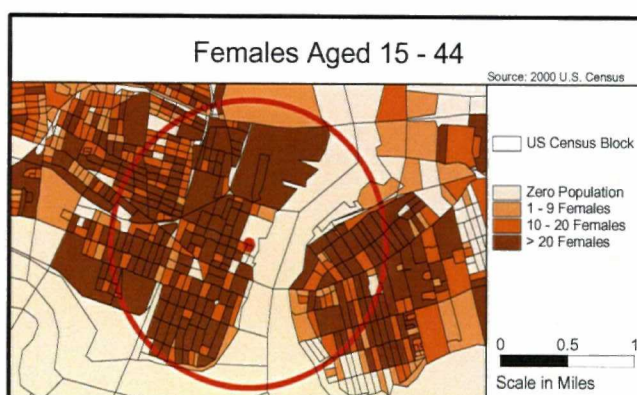 Females Aged 15 - 44
Source: 2000 U.S. Census
US Census Block
Zero Population
1 - 9 Females
10 - 20 Females
> 20 Females
0 0.5 1
Scale in Miles